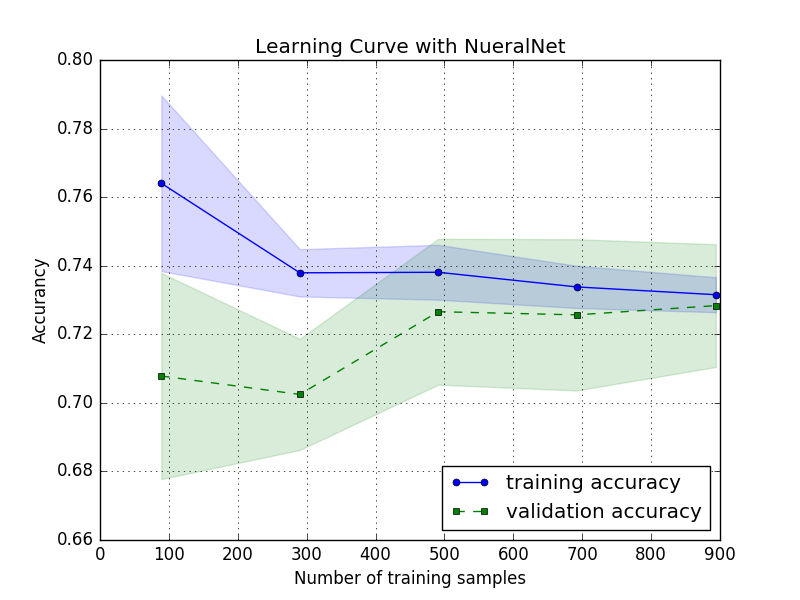 Learning Curve with NueralNet
0.80
0.78
0.76
0.74
0.72
0.70
0.68
0.66
Accurancy
training accuracy
validation accuracy
0 100 200 300 400 500 600 700 800 900
Number of training samples